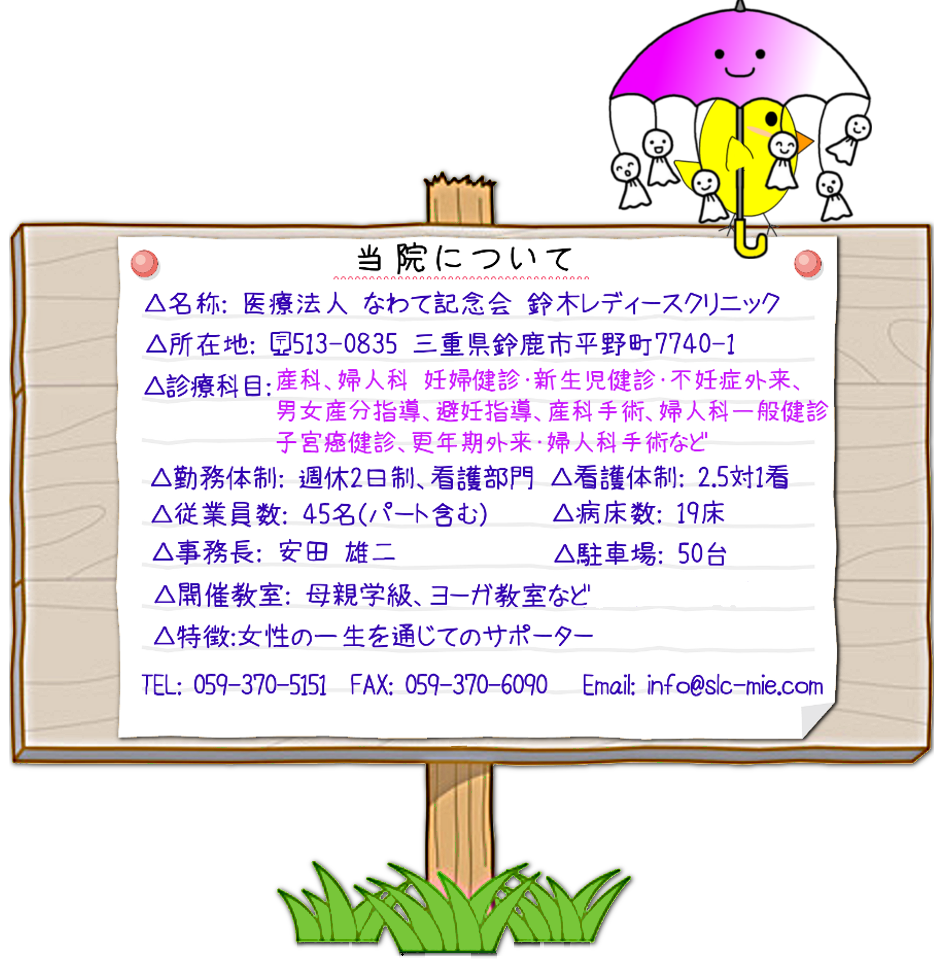 当院について
△名称: 医療法人 なわて記念会 鈴木レディースクリニック
△所在地: 〒513-0835 三重県鈴鹿市平野町7740-1
△診療科目:産科、婦人科 妊婦健診・新生児健診・不妊症外来、
男女産分指導、避妊指導、産科手術、婦人科一般健診
子宮癌健診、更年期外来・婦人科手術など
△勤務体制: 週休2日制、看護部門 △看護体制: 2.5対1看
△従業員数: 45名(パート含む) △病床数: 19床
△事務長: 安田 雄二 △駐車場: 50台
△開催教室: 母親学級、ヨーガ教室など
△特徴:女性の一生を通じてのサポーター
TEL: 059-370-5151 FAX: 059-370-6090 Email: info@slc-mie.com